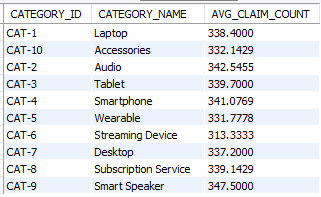 CATEGORY_ID CATEGORY_NAME AVG_CLAIM_COUNT
CAT-1 Laptop 338.4000
CAT-10 Accessories 332.1429
CAT-2 Audio 342.5455
CAT-3 Tablet 339.7000
CAT-4 Smartphone 341.0769
CAT-5 Wearable 331.7778
CAT-6 Streaming Device 313.3333
CAT-7 Desktop 337.2000
CAT-8 Subscription Service 339.1429
CAT-9 Smart Speaker 347.5000